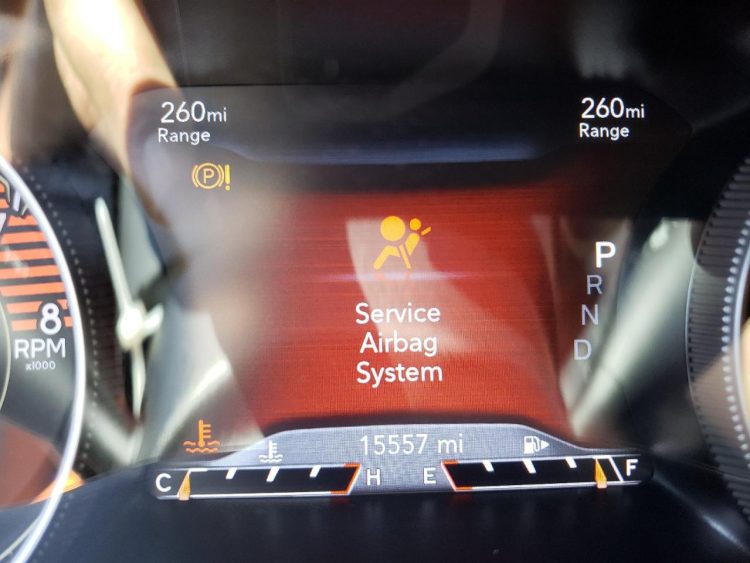 260mi
Range
260mi
Range
P !
Service
Airbag
System
P
R
N
D
8
RPM
x1000
15557 mi
C H E F